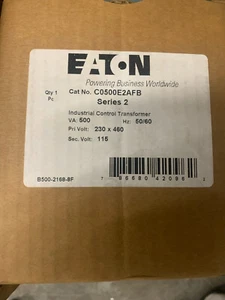 EATON
Powering Business Worldwide
Qty 1 Cat No. C0500E2AFB
Pc
Series 2
Industrial Control Transformer
VA: 500 Hz: 50/60
Pri Volt: 230 x 460
Sec. Volt: 115
B500-2168-8F